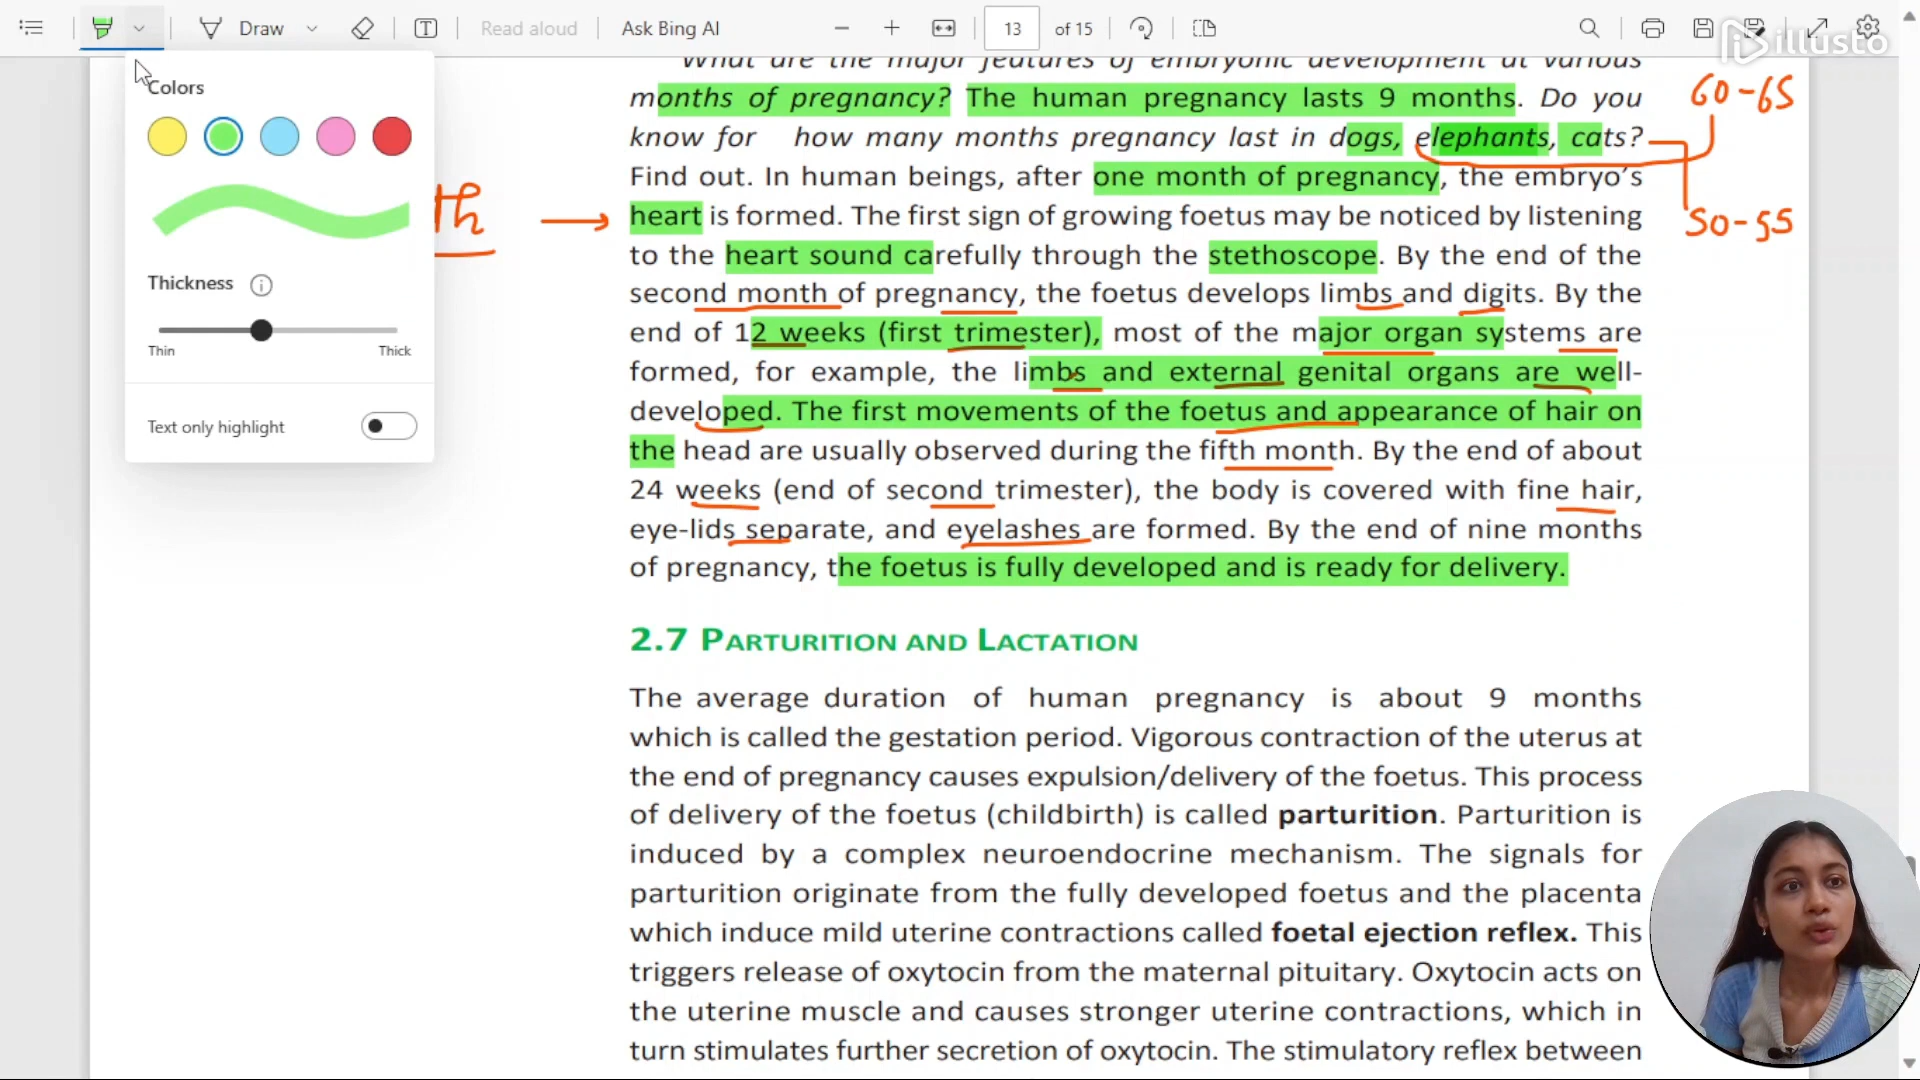 Draw
Read aloud
Ask Bing AI
13
of 15
illusto
Colors
Thickness
Thin
Thick
Text only highlight
th
What are the major features of embryonic development at various
months of pregnancy? The human pregnancy lasts 9 months. Do you
know for how many months pregnancy last in dogs, elephants, cats?
Find out. In human beings, after one month of pregnancy, the embryo's
heart is formed. The first sign of growing foetus may be noticed by listening
to the heart sound carefully through the stethoscope. By the end of the
second month of pregnancy, the foetus develops limbs and digits. By the
end of 12 weeks (first trimester), most of the major organ systems are
formed, for example, the limbs and external genital organs are well-
developed. The first movements of the foetus and appearance of hair on
the head are usually observed during the fifth month. By the end of about
24 weeks (end of second trimester), the body is covered with fine hair,
eye-lids separate, and eyelashes are formed. By the end of nine months
of pregnancy, the foetus is fully developed and is ready for delivery.
60-65
50-55
2.7 PARTURITION AND LACTATION
The average duration of human pregnancy is about 9 months
which is called the gestation period. Vigorous contraction of the uterus at
the end of pregnancy causes expulsion/delivery of the foetus. This process
of delivery of the foetus (childbirth) is called parturition. Parturition is
induced by a complex neuroendocrine mechanism. The signals for
parturition originate from the fully developed foetus and the placenta
which induce mild uterine contractions called foetal ejection reflex. This
triggers release of oxytocin from the maternal pituitary. Oxytocin acts on
the uterine muscle and causes stronger uterine contractions, which in
turn stimulates further secretion of oxytocin. The stimulatory reflex between